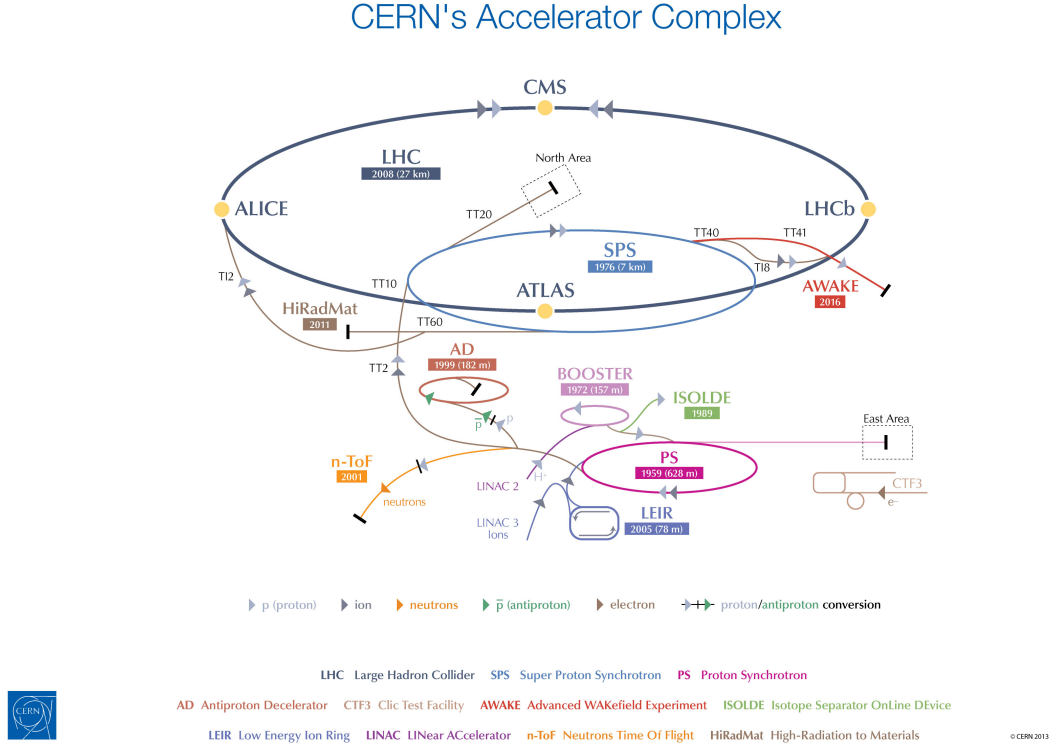 CERN's Accelerator Complex
CMS
North Area
LHC
2008 (27 km)
ALICE
LHCb
TT20
TT40
TT41
SPS
1976 (7 km)
TI8
TI2
TT10
ATLAS
AWAKE
2016
HiRadMat
2011
TT60
AD
1999 (182 m)
TT2
BOOSTER
1972 (157 m)
ISOLDE
1989
p
p̅
East Area
n-ToF
2001
PS
1959 (628 m)
H⁺
LINAC 2
neutrons
CTF3
e⁻
LEIR
2005 (78 m)
LINAC 3
Ions
p (proton) ion neutrons p̅ (antiproton) electron proton/antiproton conversion
LHC Large Hadron Collider SPS Super Proton Synchrotron PS Proton Synchrotron
AD Antiproton Decelerator CTF3 Clic Test Facility AWAKE Advanced WAKefield Experiment ISOLDE Isotope Separator OnLine DEvice
LEIR Low Energy Ion Ring LINAC LINear ACcelerator n-ToF Neutrons Time Of Flight HiRadMat High-Radiation to Materials
CERN
© CERN 2013